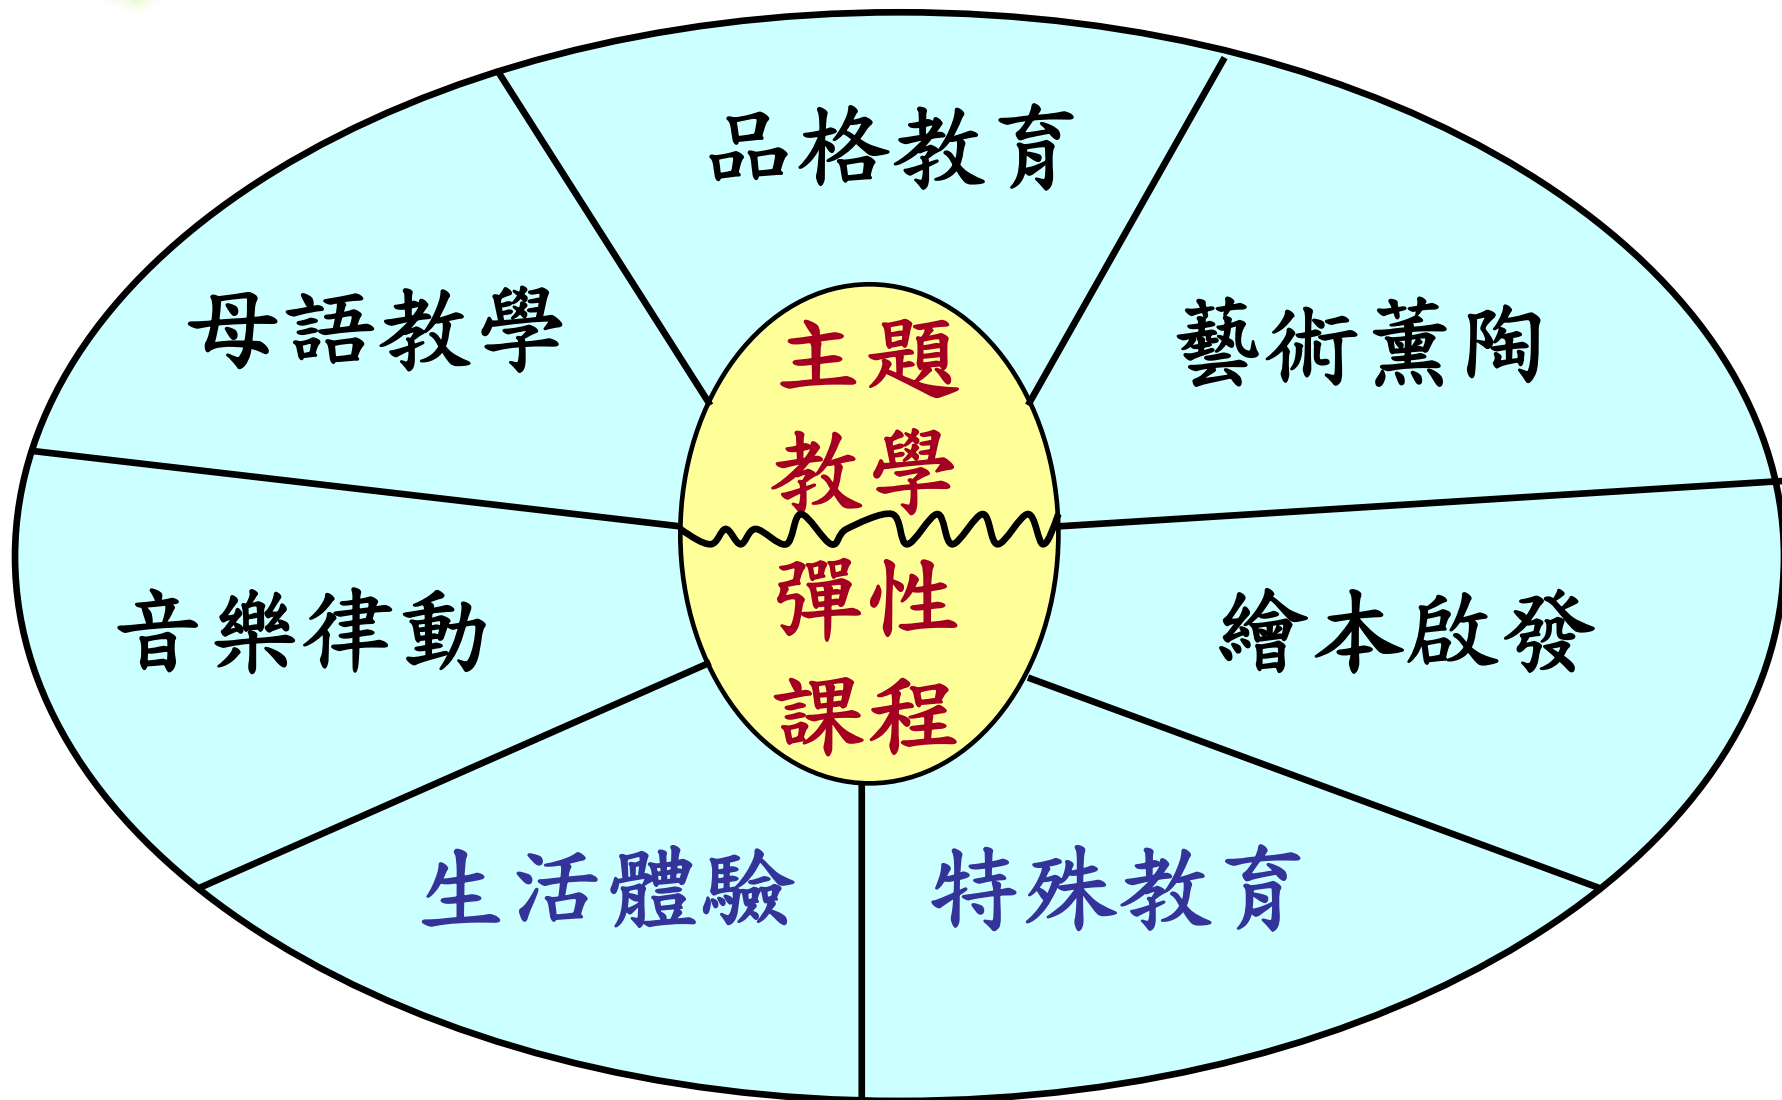 品格教育
母語教學
藝術薰陶
主題
教學
彈性
課程
音樂律動
繪本啟發
生活體驗
特殊教育